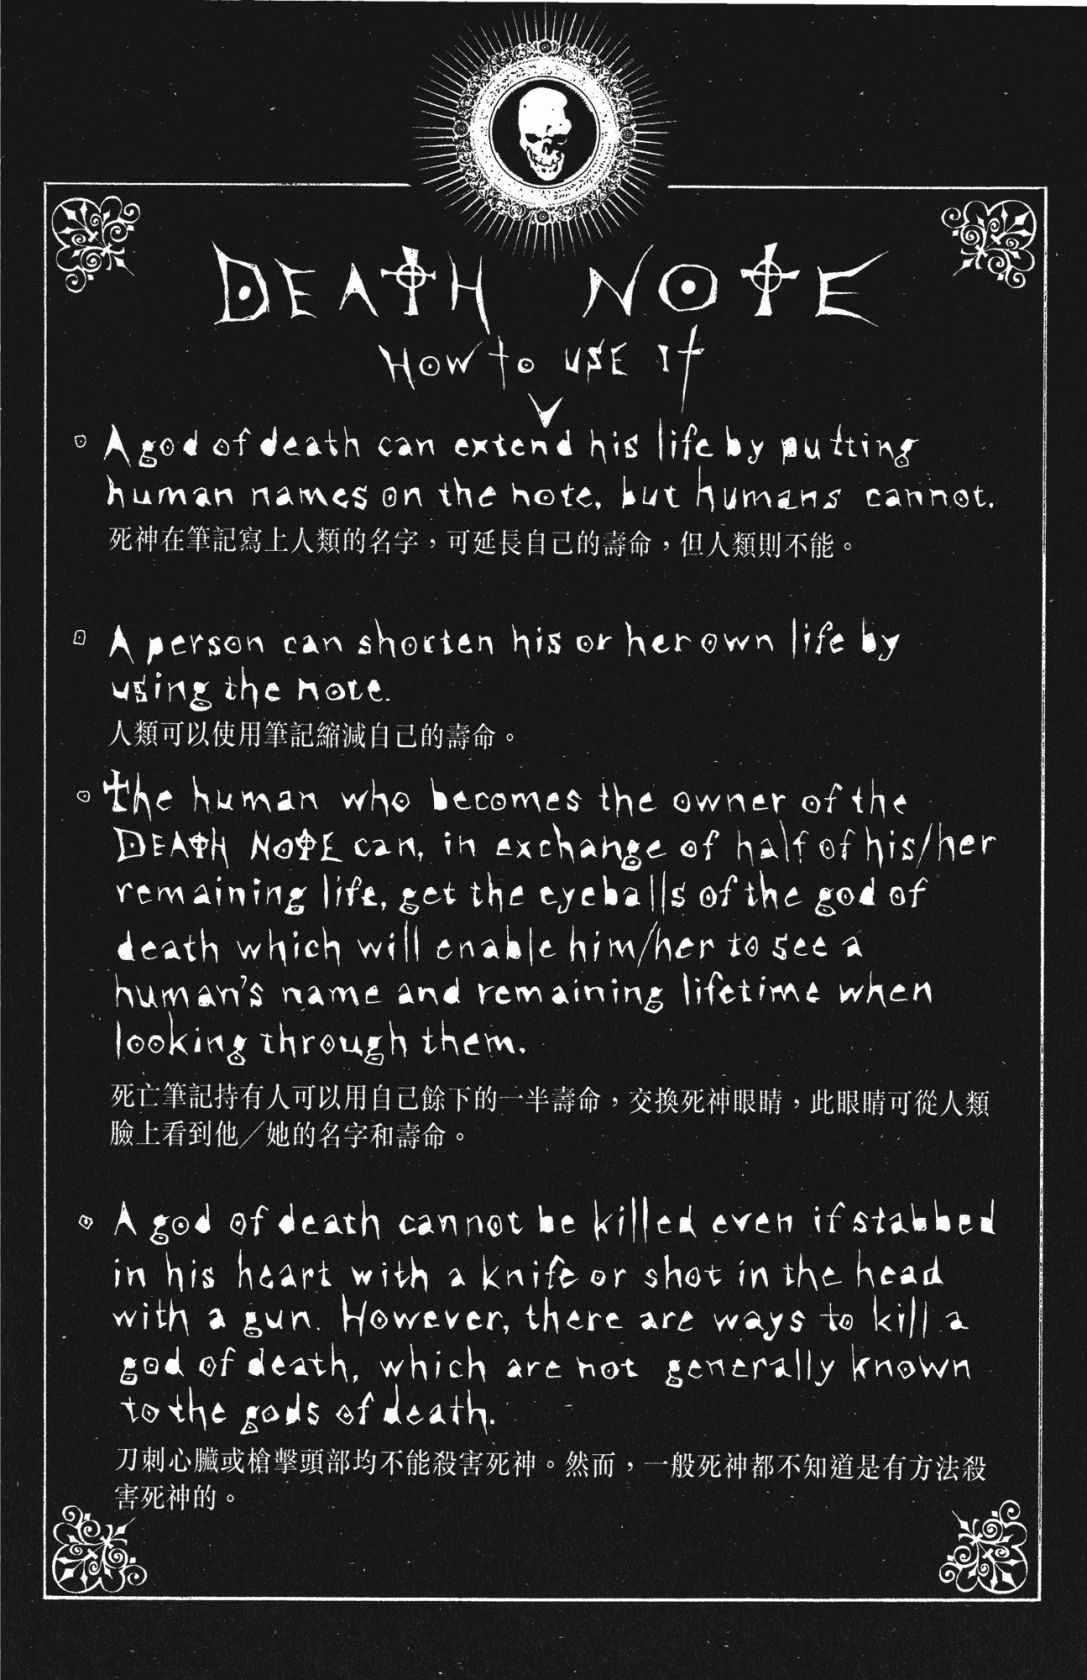 DEATH NOTE
How to use it
A god of death can extend his life by putting
human names on the note, but humans cannot.
死神在筆記寫上人類的名字，可延長自己的壽命，但人類則不能。
A person can shorten his or her own life by
using the note.
人類可以使用筆記縮減自己的壽命。
The human who becomes the owner of the
DEATH NOTE can, in exchange of half of his/her
remaining life, get the eyeballs of the god of
death which will enable him/her to see a
human's name and remaining lifetime when
looking through them.
死亡筆記持有人可以用自己餘下的一半壽命，交換死神眼睛，此眼睛可從人類
臉上看到他／她的名字和壽命。
A god of death cannot be killed even if stabbed
in his heart with a knife or shot in the head
with a gun. However, there are ways to kill a
god of death, which are not generally known
to the gods of death.
刀刺心臟或槍擊頭部均不能殺害死神。然而，一般死神都不知道是有方法殺
害死神的。